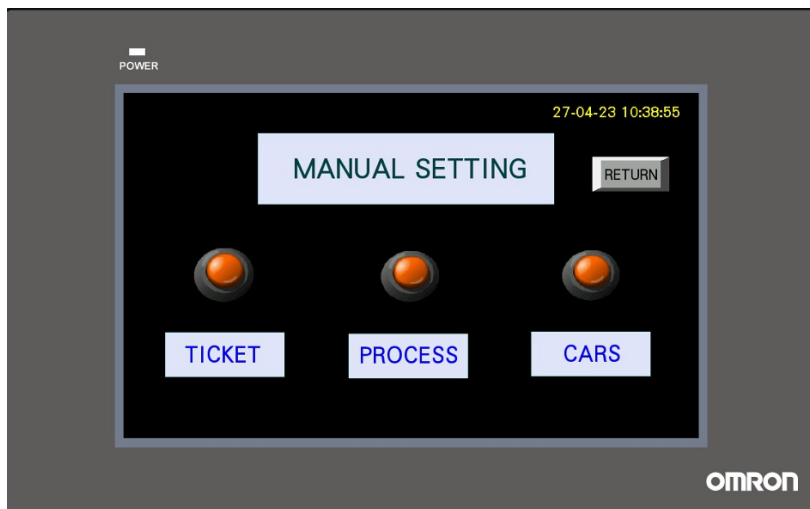 POWER
27-04-23 10:38:55
MANUAL SETTING
RETURN
TICKET
PROCESS
CARS
OMRON